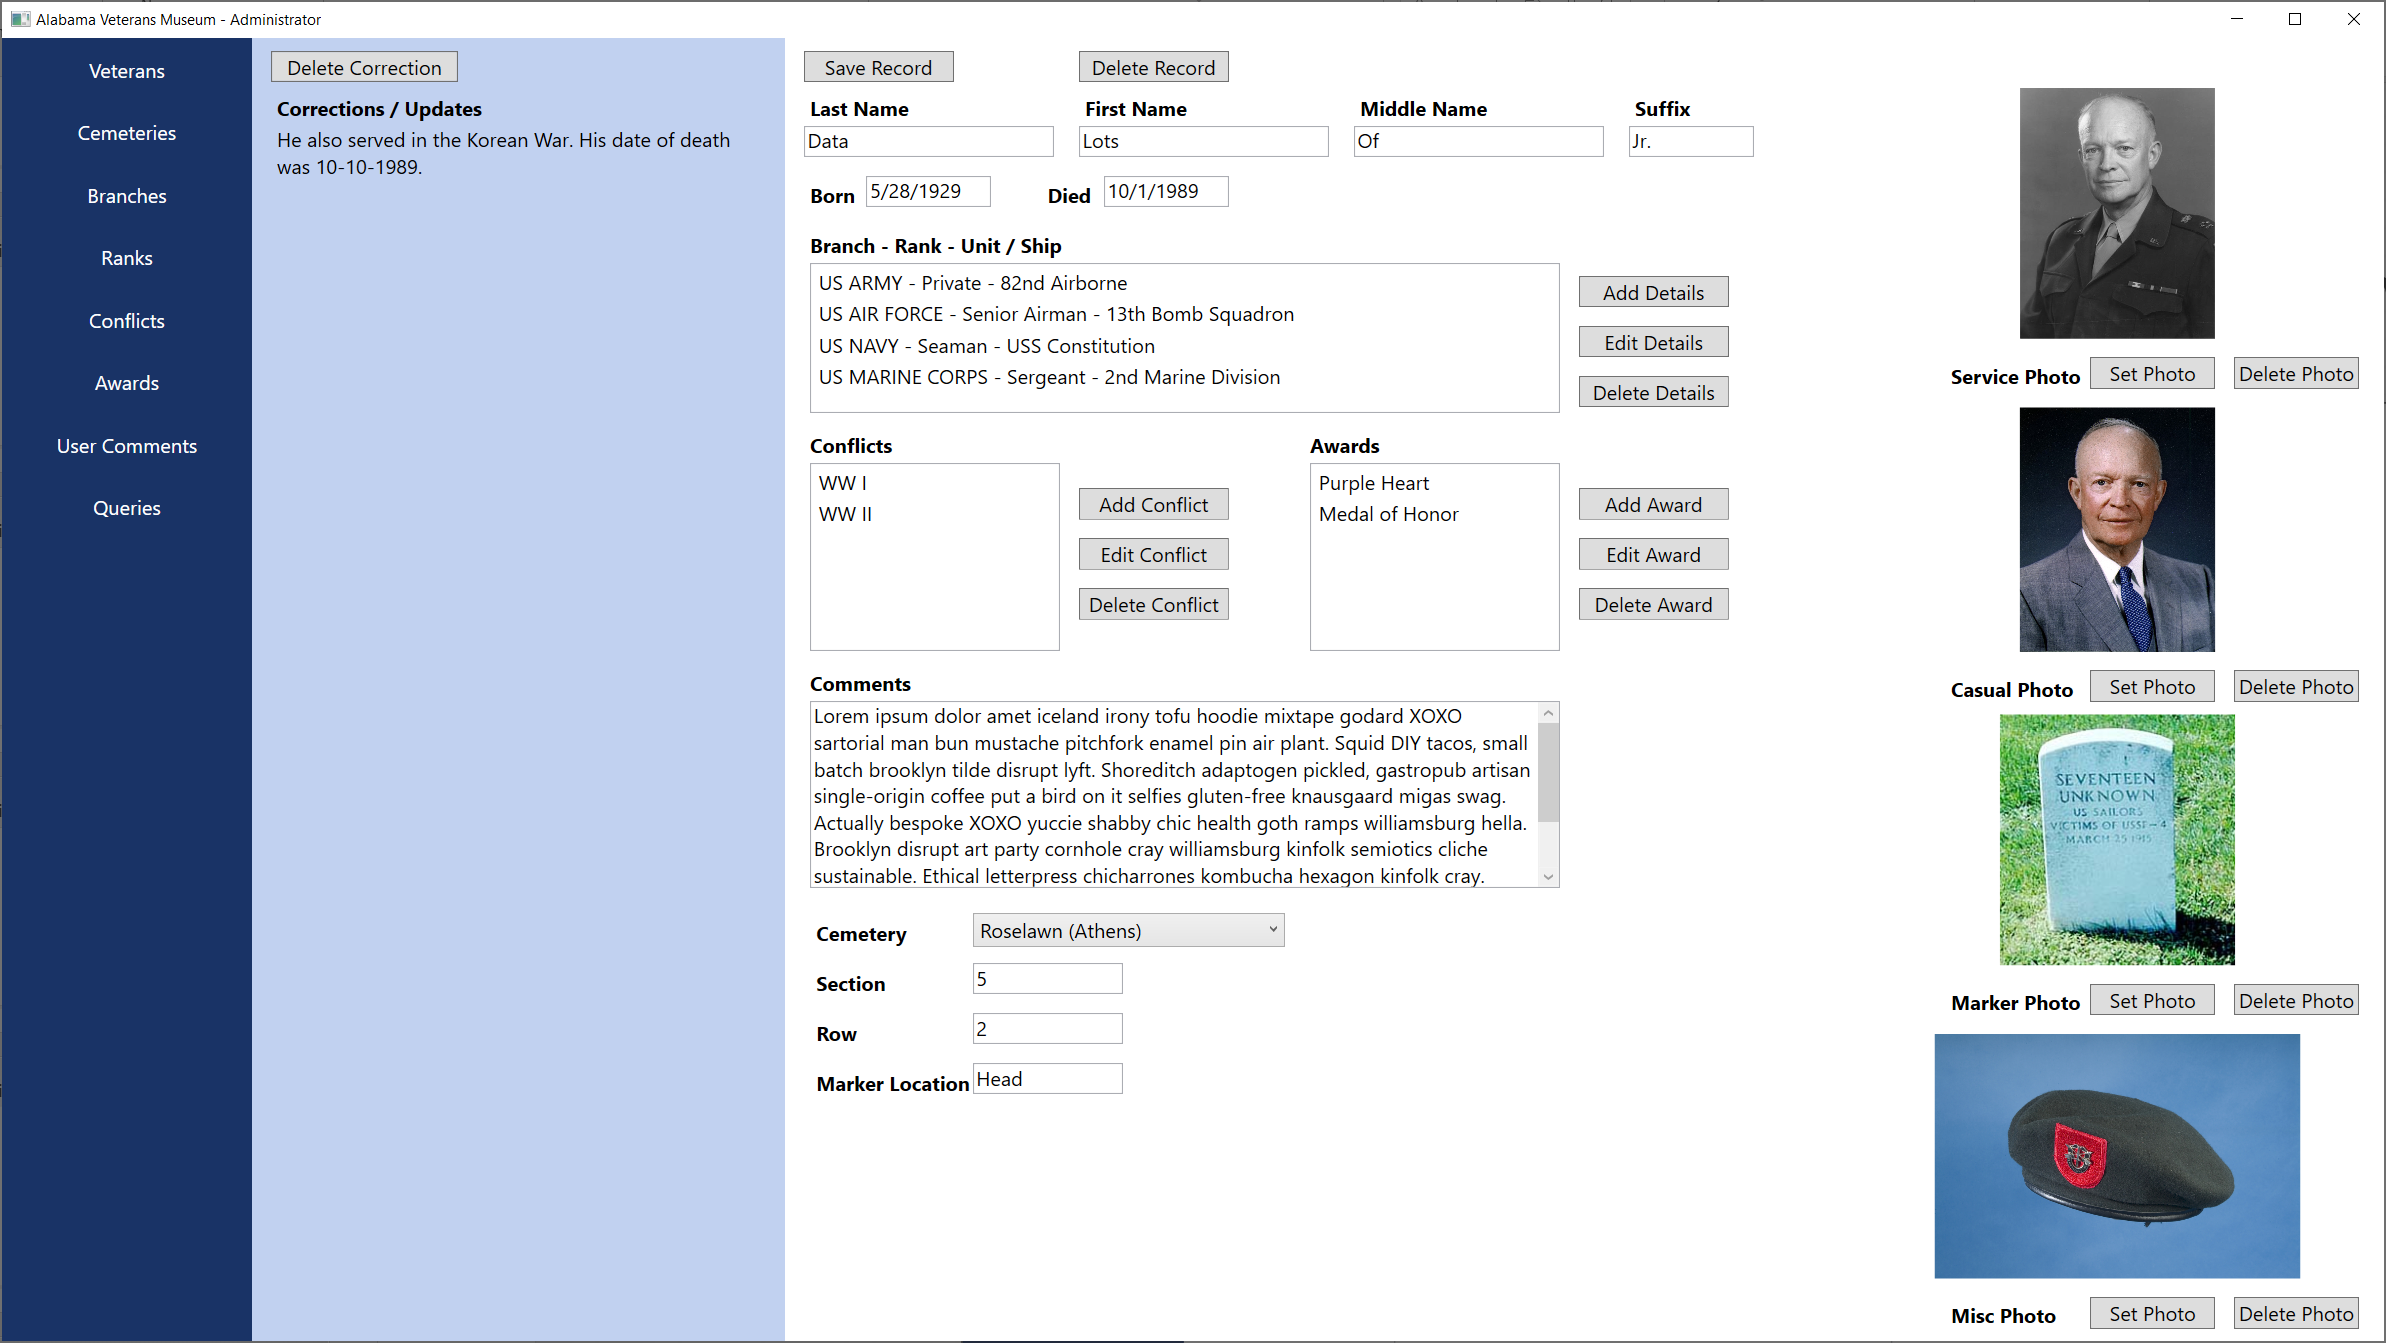 Alabama Veterans Museum - Administrator
Veterans
Cemeteries
Branches
Ranks
Conflicts
Awards
User Comments
Queries
Delete Correction
Corrections / Updates
He also served in the Korean War. His date of death
was 10-10-1989.
Save Record
Delete Record
Last Name
First Name
Middle Name
Suffix
Data
Lots
Of
Jr.
Born 5/28/1929
Died 10/1/1989
Branch - Rank - Unit / Ship
US ARMY - Private - 82nd Airborne
US AIR FORCE - Senior Airman - 13th Bomb Squadron
US NAVY - Seaman - USS Constitution
US MARINE CORPS - Sergeant - 2nd Marine Division
Add Details
Edit Details
Delete Details
Conflicts
WW I
WW II
Add Conflict
Edit Conflict
Delete Conflict
Awards
Purple Heart
Medal of Honor
Add Award
Edit Award
Delete Award
Comments
Lorem ipsum dolor amet iceland irony tofu hoodie mixtape godard XOXO
sartorial man bun mustache pitchfork enamel pin air plant. Squid DIY tacos, small
batch brooklyn tilde disrupt lyft. Shoreditch adaptogen pickled, gastropub artisan
single-origin coffee put a bird on it selfies gluten-free knausgaard migas swag.
Actually bespoke XOXO yuccie shabby chic health goth ramps williamsburg hella.
Brooklyn disrupt art party cornhole cray williamsburg kinfolk semiotics cliche
sustainable. Ethical letterpress chicharrones kombucha hexagon kinfolk cray.
Cemetery Roselawn (Athens)
Section 5
Row 2
Marker Location Head
Service Photo Set Photo Delete Photo
Casual Photo Set Photo Delete Photo
SEVENTEEN
UNKNOWN
US SAILORS
VICTIMS OF USSF-4
MARCH 25 1915
Marker Photo Set Photo Delete Photo
Misc Photo Set Photo Delete Photo